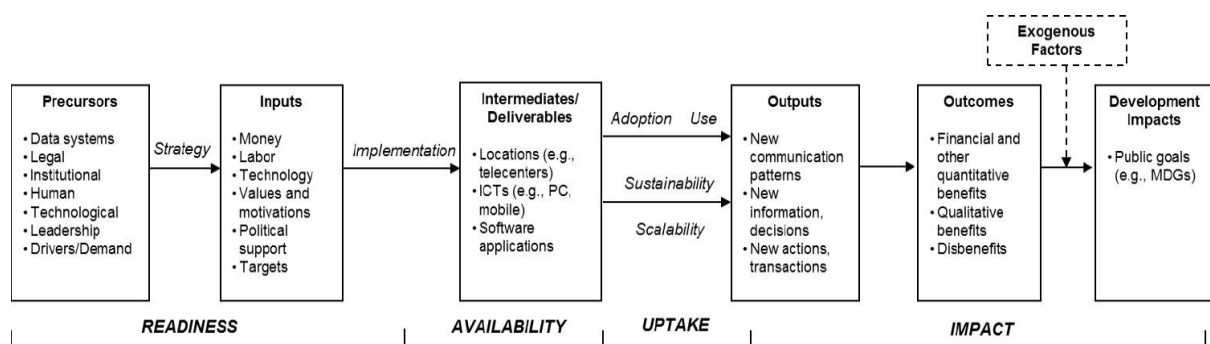 Exogenous
Factors
Precursors
• Data systems
• Legal
• Institutional
• Human
• Technological
• Leadership
• Drivers/Demand
Strategy
Inputs
• Money
• Labor
• Technology
• Values and
motivations
• Political
support
• Targets
Implementation
Intermediates/
Deliverables
• Locations (e.g.,
telecenters)
• ICTs (e.g., PC,
mobile)
• Software
applications
Adoption Use
Sustainability
Scalability
Outputs
• New
communication
patterns
• New
information,
decisions
• New actions,
transactions
Outcomes
• Financial and
other
quantitative
benefits
• Qualitative
benefits
• Disbenefits
Development
Impacts
• Public goals
(e.g., MDGs)
READINESS
AVAILABILITY
UPTAKE
IMPACT